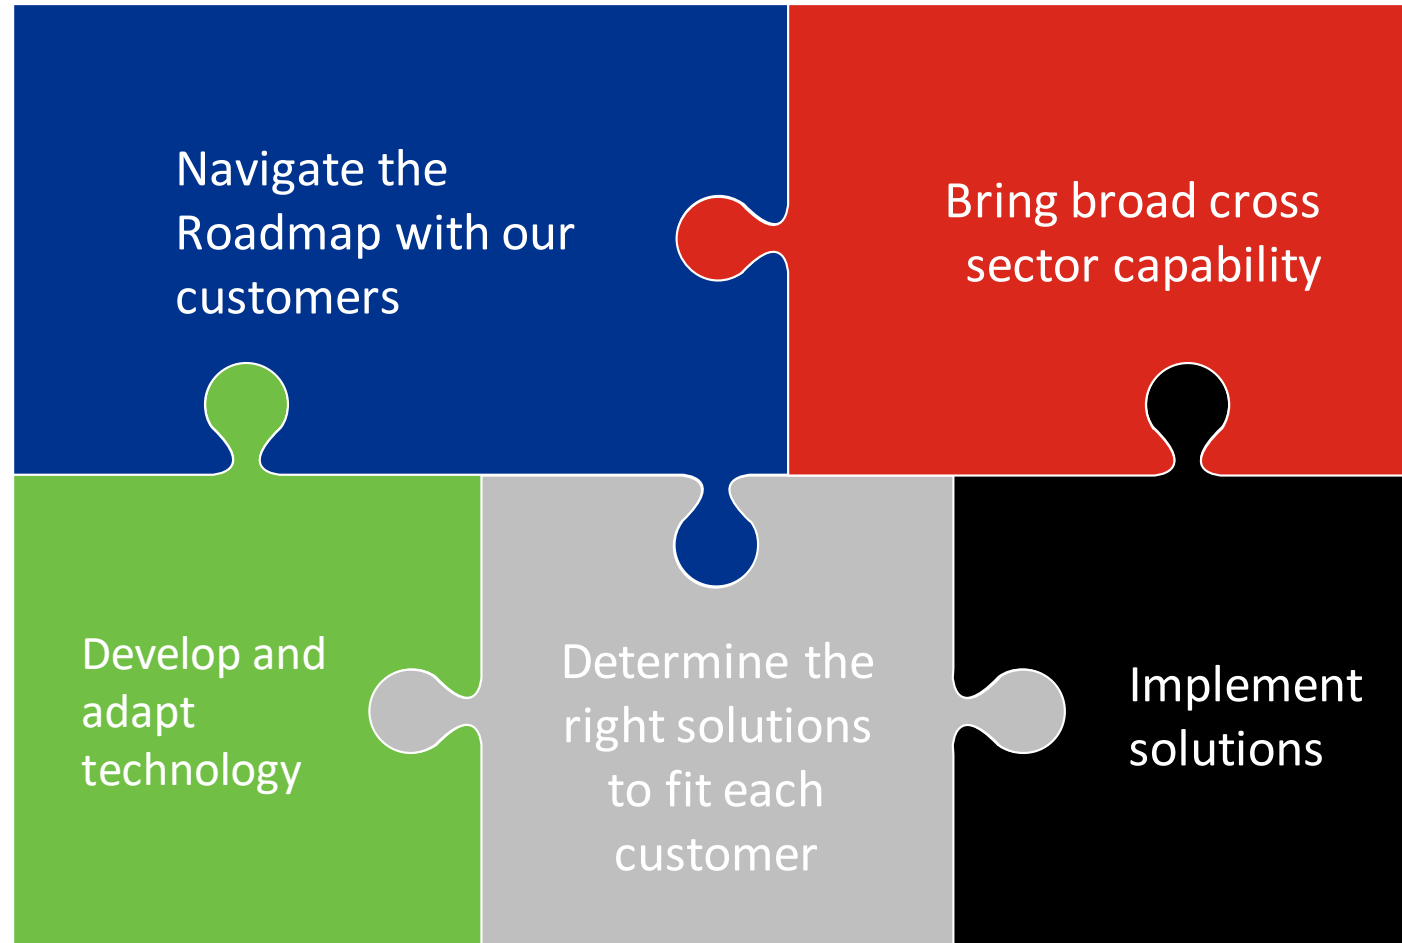 Navigate the
Roadmap with our
customers
Bring broad cross
sector capability
Develop and
adapt
technology
Determine the
right solutions
to fit each
customer
Implement
solutions